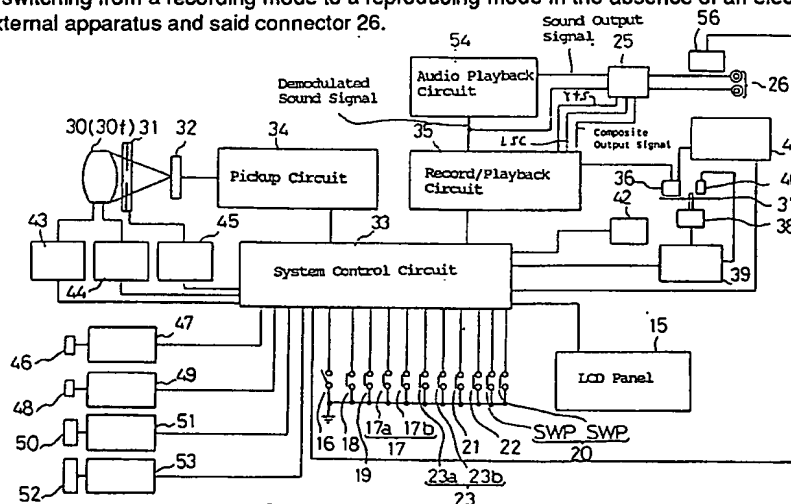 switching from a recording mode to a reproducing mode in the absence of an elec
xternal apparatus and said connector 26.
Sound Output
Signal
56
54
25
Demodulated
Sound Signal
Audio Playback
Circuit
26
30(30f) 31
32
34
35
Y+S
LSC
Composite
Output Signal
Pickup Circuit
Record/Playback
Circuit
36
42
38
43
45
33
44
39
System Control Circuit
47
15
46
49
LCD Panel
48
51
50
53
52
16 18 17a 17b 21 22 SWP SWP
17
20
19 23a 23b
23